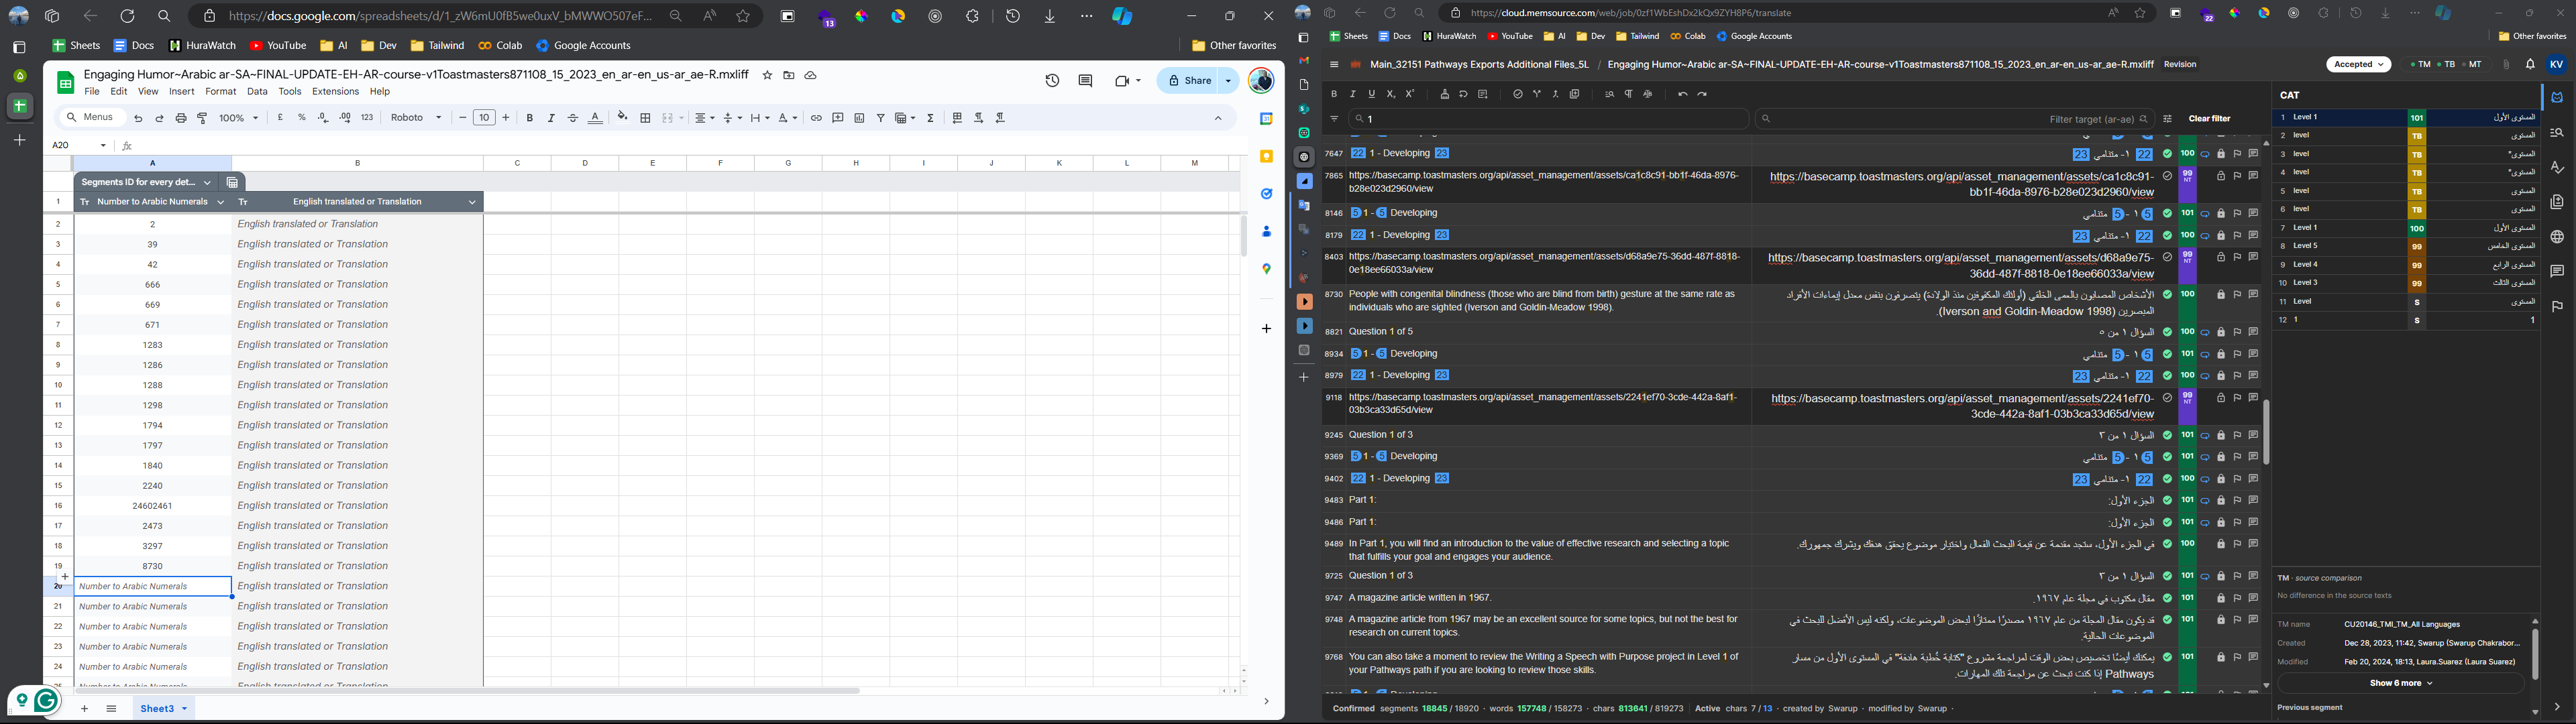 https://docs.google.com/spreadsheets/d/1_zW6mU0fB5we0uxV_bMWWO507eF...
13
Sheets Docs HuraWatch YouTube AI Dev Tailwind Colab Google Accounts Other favorites
Engaging Humor~Arabic ar-SA~FINAL-UPDATE-EH-AR-course-v1Toastmasters871108_15_2023_en_ar-en_us-ar_ae-R.mxliff
File Edit View Insert Format Data Tools Extensions Help
Share
Menus 100% £ % .0 .00 123 Roboto 10 B I A
A20 fx
A B C D E F G H I J K L M
Segments ID for every det...
1 Number to Arabic Numerals English translated or Translation
2 2 English translated or Translation
3 39 English translated or Translation
4 42 English translated or Translation
5 666 English translated or Translation
6 669 English translated or Translation
7 671 English translated or Translation
8 1283 English translated or Translation
9 1286 English translated or Translation
10 1288 English translated or Translation
11 1298 English translated or Translation
12 1794 English translated or Translation
13 1797 English translated or Translation
14 1840 English translated or Translation
15 2240 English translated or Translation
16 24602461 English translated or Translation
17 2473 English translated or Translation
18 3297 English translated or Translation
19 8730 English translated or Translation
20 Number to Arabic Numerals English translated or Translation
21 Number to Arabic Numerals English translated or Translation
22 Number to Arabic Numerals English translated or Translation
23 Number to Arabic Numerals English translated or Translation
24 Number to Arabic Numerals English translated or Translation
25 Number to Arabic Numerals English translated or Translation
Sheet3
https://cloud.memsource.com/web/job/0zf1WbEshDx2kQx9ZYH8P6/translate
22
Sheets Docs HuraWatch YouTube AI Dev Tailwind Colab Google Accounts Other favorites
Main_32151 Pathways Exports Additional Files_5L / Engaging Humor~Arabic ar-SA~FINAL-UPDATE-EH-AR-course-v1Toastmasters871108_15_2023_en_ar-en_us-ar_ae-R.mxliff Revision
Accepted TM TB MT KV
B I U X₂ X²
1 Filter target (ar-ae) Clear filter
7647 22 1 - Developing 23 22 ١- متنامي 23 100
7865 https://basecamp.toastmasters.org/api/asset_management/assets/ca1c8c91-bb1f-46da-8976-
b28e023d2960/view
https://basecamp.toastmasters.org/api/asset_management/assets/ca1c8c91-
bb1f-46da-8976-b28e023d2960/view
99
NT
8146 5 1 - 6 Developing 5 ١ - 6 متنامي 101
8179 22 1 - Developing 23 22 ١- متنامي 23 100
8403 https://basecamp.toastmasters.org/api/asset_management/assets/d68a9e75-36dd-487f-8818-
0e18ee66033a/view
https://basecamp.toastmasters.org/api/asset_management/assets/d68a9e75-
36dd-487f-8818-0e18ee66033a/view
99
NT
8730 People with congenital blindness (those who are blind from birth) gesture at the same rate as
individuals who are sighted (Iverson and Goldin-Meadow 1998).
الأشخاص المصابون بالعمى الخلقي (أولئك المكفوفين منذ الولادة) يتصرفون بنفس معدل إيماءات الأفراد
المبصرين (Iverson and Goldin-Meadow 1998).
100
8821 Question 1 of 5 السؤال ١ من ٥ 100
8934 5 1 - 6 Developing 5 ١ - 6 متنامي 101
8979 22 1 - Developing 23 22 ١- متنامي 23 100
9118 https://basecamp.toastmasters.org/api/asset_management/assets/2241ef70-3cde-442a-8af1-
03b3ca33d65d/view
https://basecamp.toastmasters.org/api/asset_management/assets/2241ef70-
3cde-442a-8af1-03b3ca33d65d/view
99
NT
9245 Question 1 of 3 السؤال ١ من ٣ 101
9369 5 1 - 6 Developing 5 ١ - 6 متنامي 101
9402 22 1 - Developing 23 22 ١- متنامي 23 100
9483 Part 1: الجزء الأول: 101
9486 Part 1: الجزء الأول: 101
9489 In Part 1, you will find an introduction to the value of effective research and selecting a topic
that fulfills your goal and engages your audience.
في الجزء الأول، ستجد مقدمة عن قيمة البحث الفعال واختيار موضوع يحقق هدفك ويشرك جمهورك.
100
9725 Question 1 of 3 السؤال ١ من ٣ 101
9747 A magazine article written in 1967. مقال مكتوب في مجلة عام ١٩٦٧. 101
9748 A magazine article from 1967 may be an excellent source for some topics, but not the best for
research on current topics.
قد يكون مقال المجلة من عام ١٩٦٧ مصدرًا ممتازًا لبعض الموضوعات، ولكنه ليس الأفضل للبحث في
الموضوعات الحالية.
101
9768 You can also take a moment to review the Writing a Speech with Purpose project in Level 1 of
your Pathways path if you are looking to review those skills.
يمكنك أيضًا تخصيص بعض الوقت لمراجعة مشروع "كتابة خُطبة هادفة" في المستوى الأول من مسار
Pathways إذا كنت تبحث عن مراجعة تلك المهارات.
101
Confirmed segments 18845 / 18920 · words 157748 / 158273 · chars 813641 / 819273 Active chars 7 / 13 · created by Swarup · modified by Swarup ·
CAT
1 Level 1 101 المستوى الأول
2 level TB المستوى
3 level TB المستوى*
4 level TB المستوى*
5 level TB المستوى
6 level TB المستوى
7 Level 1 100 المستوى الأول
8 Level 5 99 المستوى الخامس
9 Level 4 99 المستوى الرابع
10 Level 3 99 المستوى الثالث
11 Level S المستوى
12 1 S 1
TM · source comparison
No difference in the source texts
TM name CU20146_TMI_TM_All Languages
Created Dec 28, 2023, 11:42, Swarup (Swarup Chakrabor...
Modified Feb 20, 2024, 18:13, Laura.Suarez (Laura Suarez)
Show 6 more
Previous segment